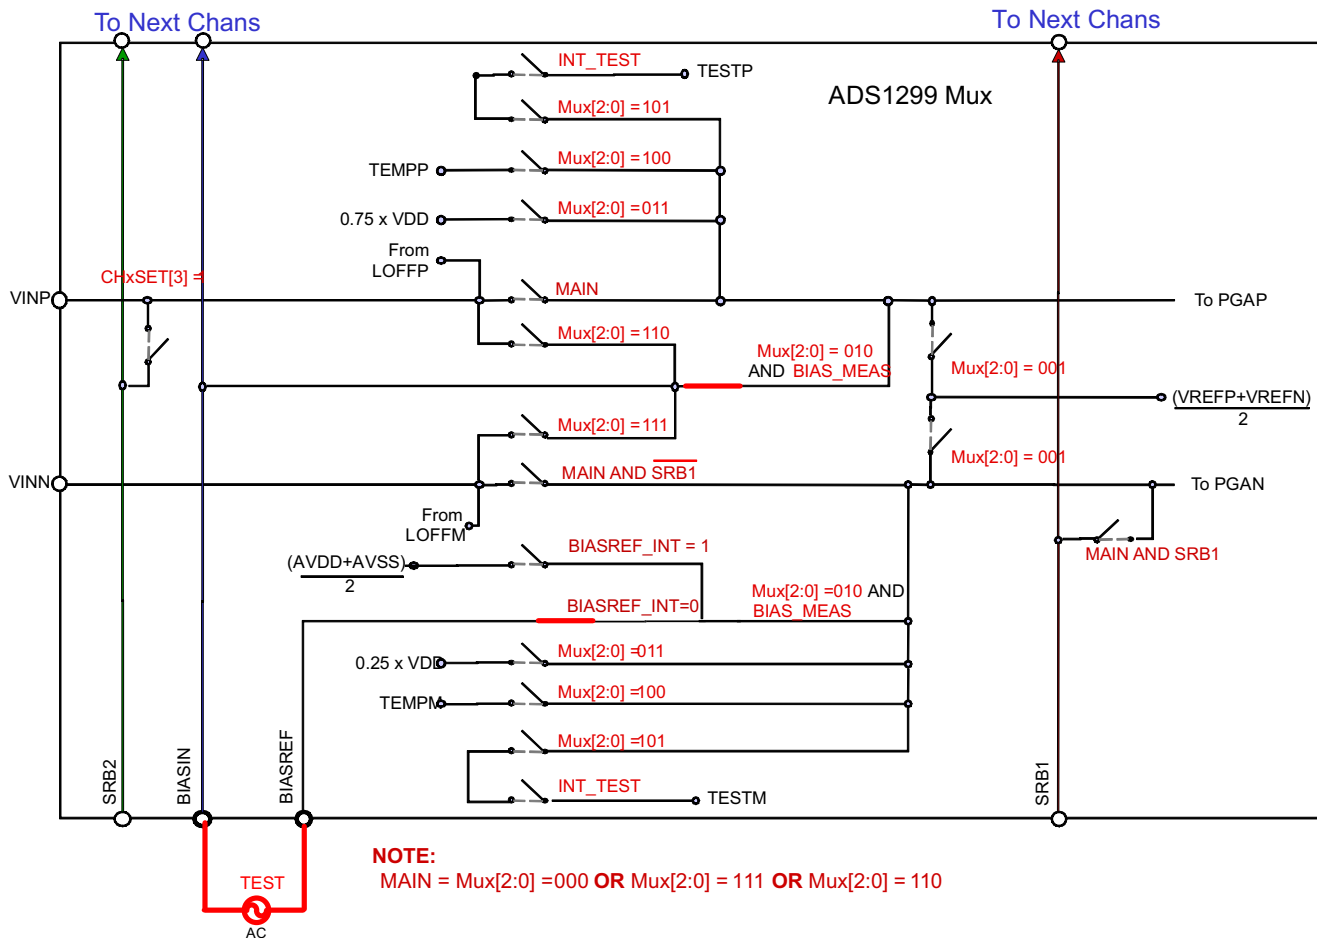 To Next Chans
To Next Chans
INT_TEST
TESTP
ADS1299 Mux
Mux[2:0] =101
TEMPP
Mux[2:0] =100
0.75 x VDD
Mux[2:0] =011
From
LOFFP
CHxSET[3] =
VINP
MAIN
To PGAP
Mux[2:0] =110
Mux[2:0] = 010
AND BIAS_MEAS
Mux[2:0] = 001
(VREFP+VREFN)
2
Mux[2:0] =111
Mux[2:0] = 001
VINN
MAIN AND SRB1
To PGAN
From
LOFFM
BIASREF_INT = 1
MAIN AND SRB1
(AVDD+AVSS)
2
BIASREF_INT=0
Mux[2:0] =010 AND
BIAS_MEAS
0.25 x VDD
Mux[2:0] =011
TEMPM
Mux[2:0] =100
Mux[2:0] =101
INT_TEST
TESTM
SRB2
BIASIN
BIASREF
SRB1
NOTE:
MAIN = Mux[2:0] =000 OR Mux[2:0] = 111 OR Mux[2:0] = 110
TEST
AC